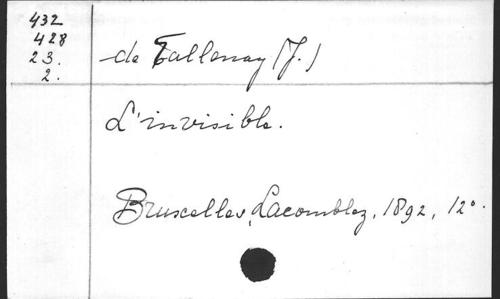 432
428
23.
2.
de Tallenay (J.)
L'invisible.
Bruxelles, Lacomblez, 1892, 12°.